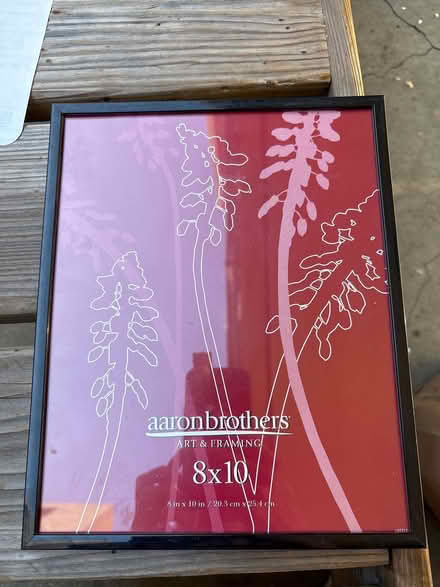 aaronbrothers
ART & FRAMING
8x10
8 in x 10 in / 20.3 cm x 25.4 cm